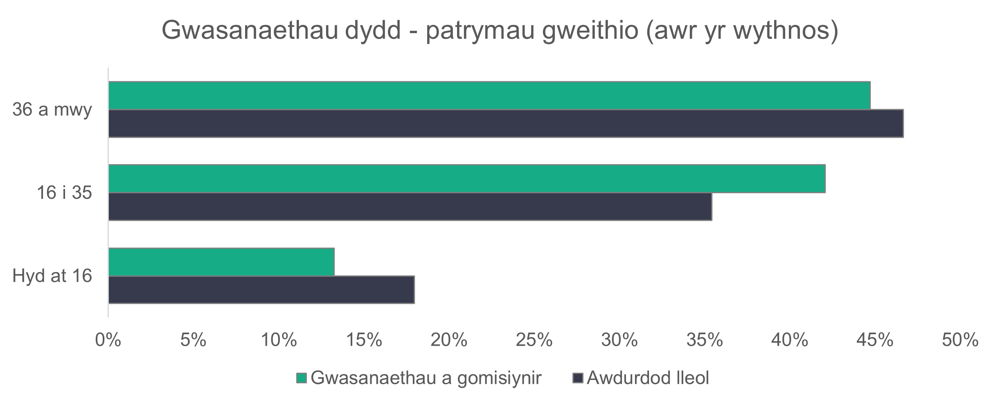 Gwasanaethau dydd - patrymau gweithio (awr yr wythnos)
36 a mwy
16 i 35
Hyd at 16
0% 5% 10% 15% 20% 25% 30% 35% 40% 45% 50%
Gwasanaethau a gomisiynir Awdurdod lleol